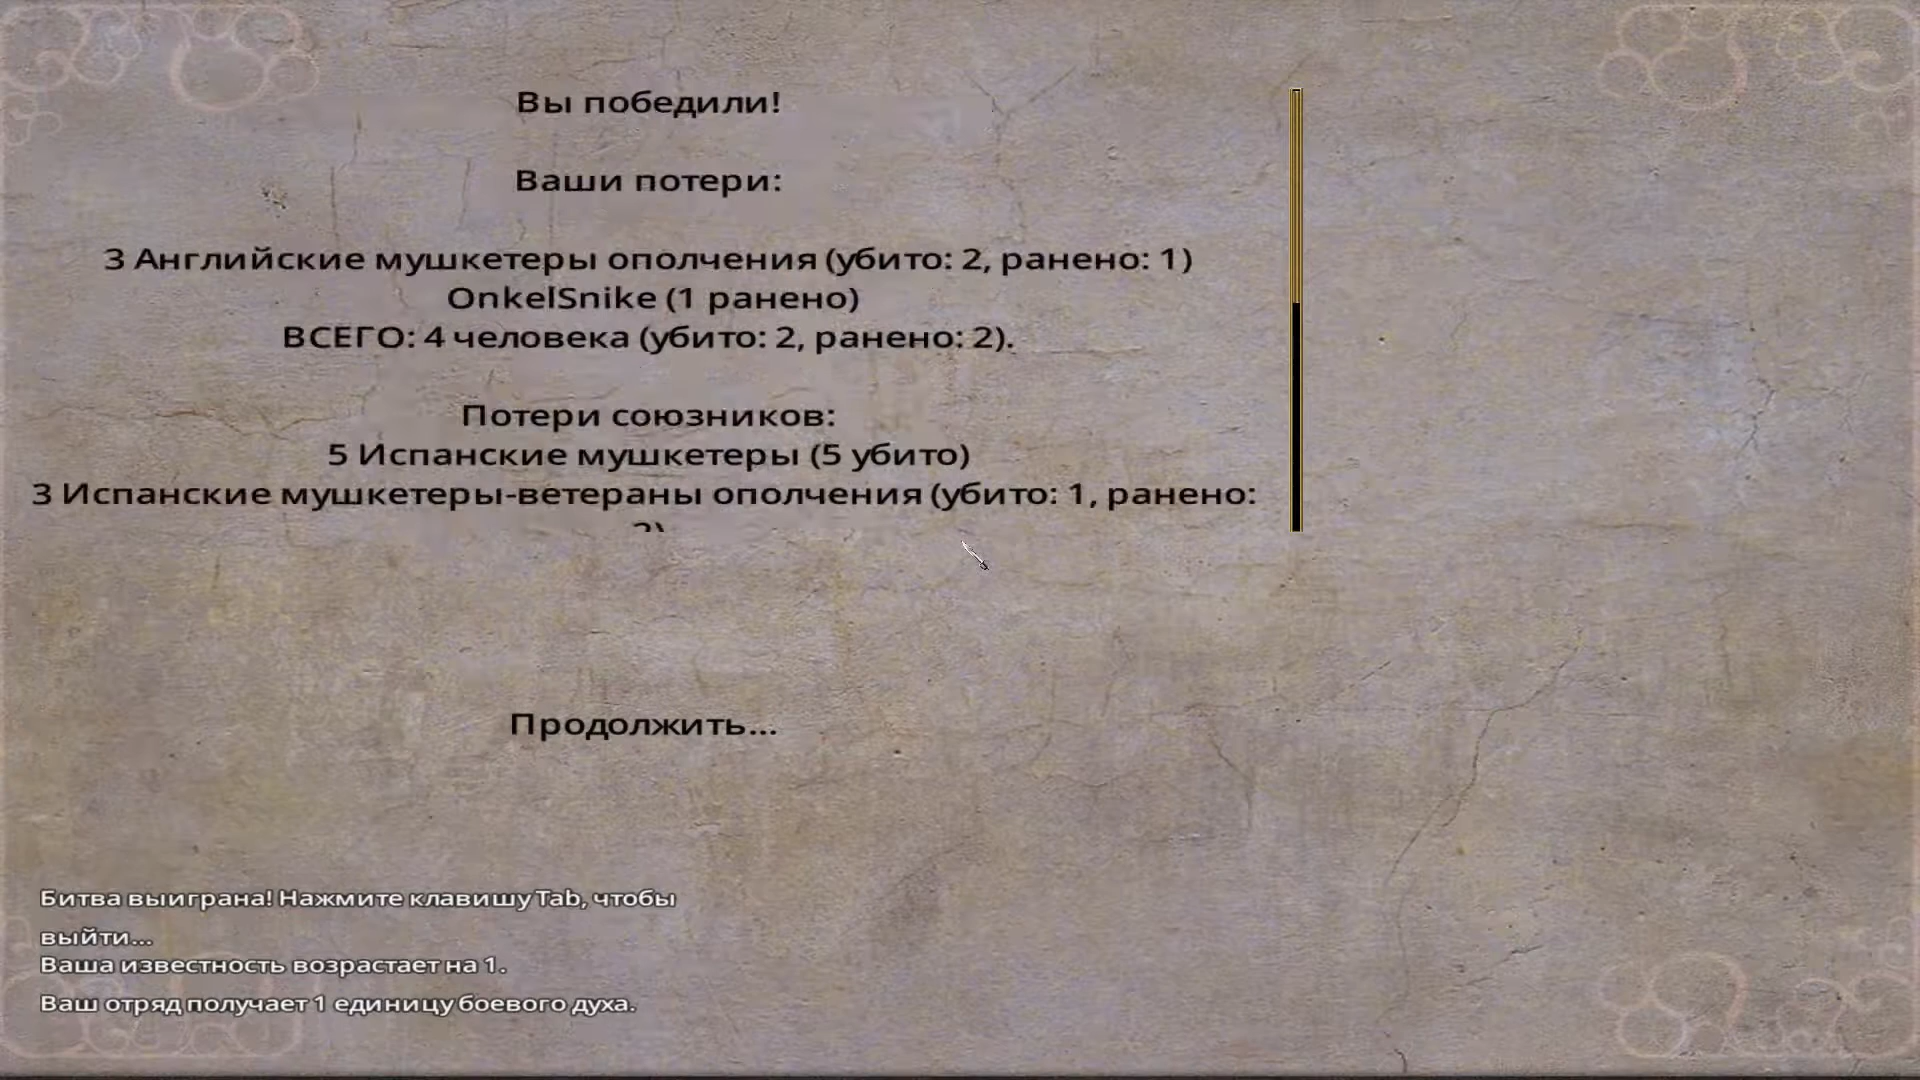 Вы победили!
Ваши потери:
3 Английские мушкетеры ополчения (убито: 2, ранено: 1)
OnkelSnike (1 ранено)
ВСЕГО: 4 человека (убито: 2, ранено: 2).
Потери союзников:
5 Испанские мушкетеры (5 убито)
3 Испанские мушкетеры-ветераны ополчения (убито: 1, ранено:
Продолжить...
Битва выиграна! Нажмите клавишу Tab, чтобы
выйти...
Ваша известность возрастает на 1.
Ваш отряд получает 1 единицу боевого духа.